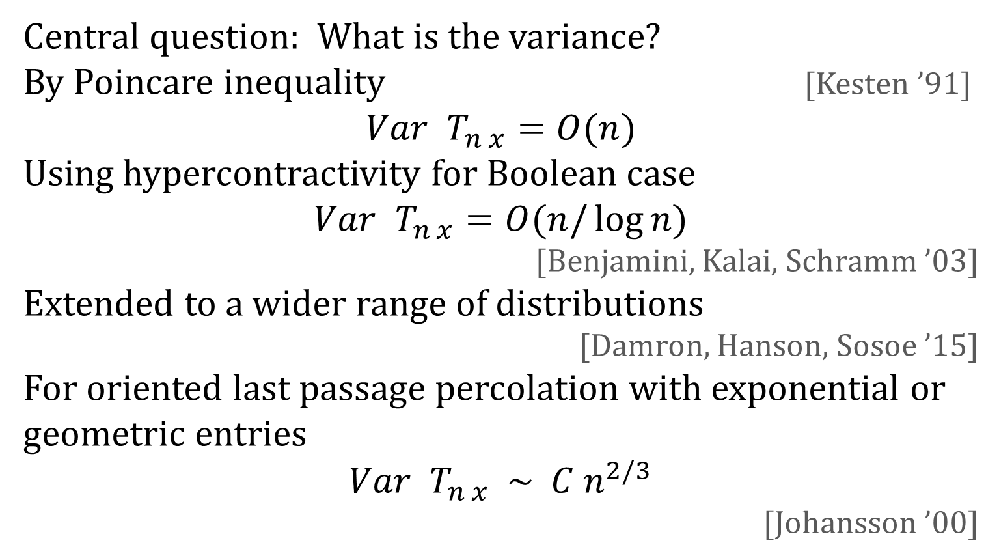 Central question: What is the variance?
By Poincare inequality [Kesten ’91]
Var T_{n x} = O(n)
Using hypercontractivity for Boolean case
Var T_{n x} = O(n/ log n)
[Benjamini, Kalai, Schramm ’03]
Extended to a wider range of distributions
[Damron, Hanson, Sosoe ’15]
For oriented last passage percolation with exponential or
geometric entries
Var T_{n x} ~ C n^{2/3}
[Johansson ’00]